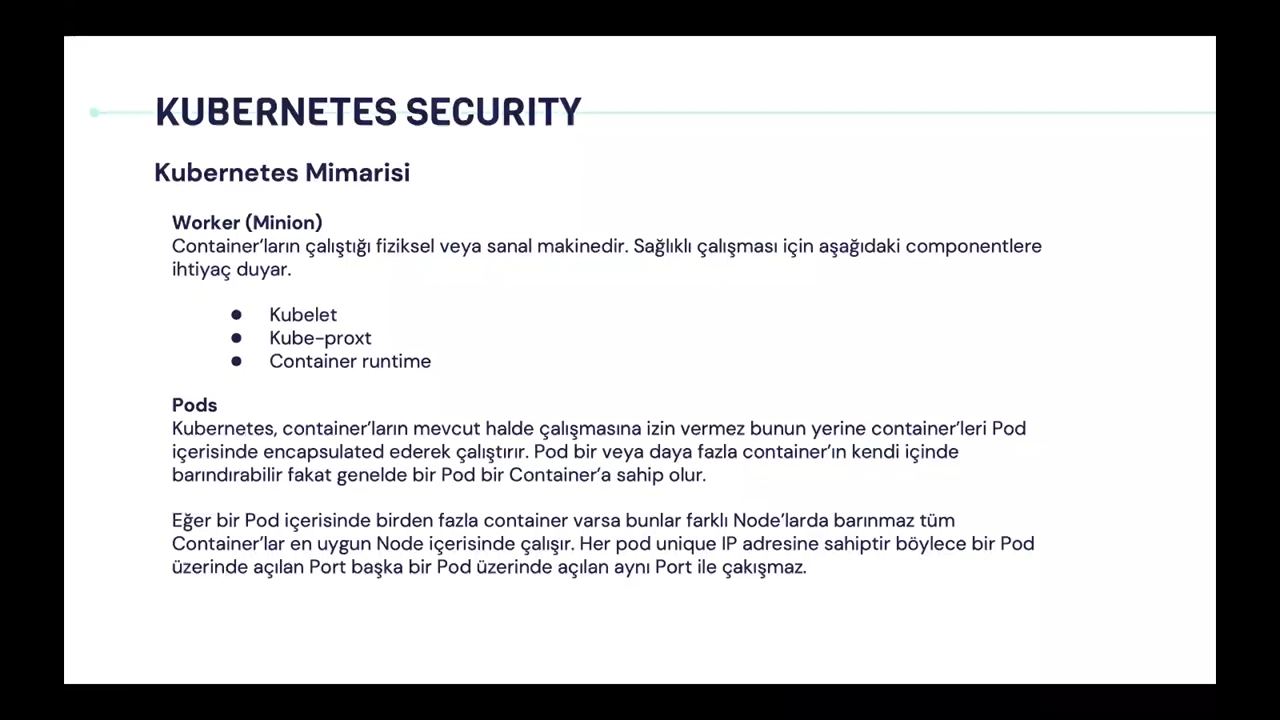 KUBERNETES SECURITY
Kubernetes Mimarisi
Worker (Minion)
Container’ların çalıştığı fiziksel veya sanal makinedir. Sağlıklı çalışması için aşağıdaki componentlere
ihtiyaç duyar.
● Kubelet
● Kube-proxt
● Container runtime
Pods
Kubernetes, container’ların mevcut halde çalışmasına izin vermez bunun yerine container’leri Pod
içerisinde encapsulated ederek çalıştırır. Pod bir veya daya fazla container’ın kendi içinde
barındırabilir fakat genelde bir Pod bir Container’a sahip olur.
Eğer bir Pod içerisinde birden fazla container varsa bunlar farklı Node’larda barınmaz tüm
Container’lar en uygun Node içerisinde çalışır. Her pod unique IP adresine sahiptir böylece bir Pod
üzerinde açılan Port başka bir Pod üzerinde açılan aynı Port ile çakışmaz.